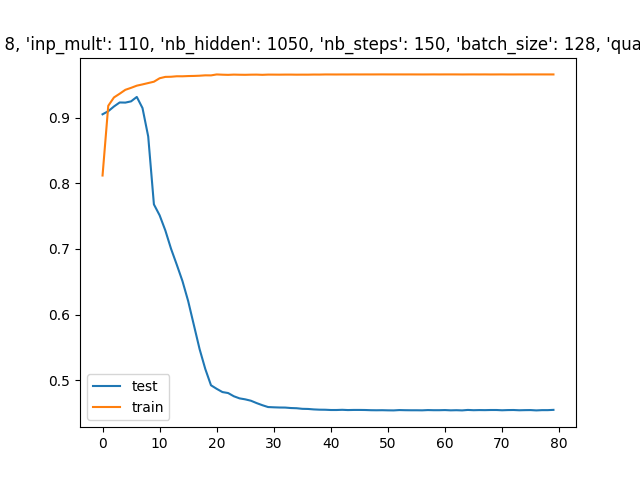 8, 'inp_mult': 110, 'nb_hidden': 1050, 'nb_steps': 150, 'batch_size': 128, 'qua
0.9
0.8
0.7
0.6
0.5
test
train
0 10 20 30 40 50 60 70 80